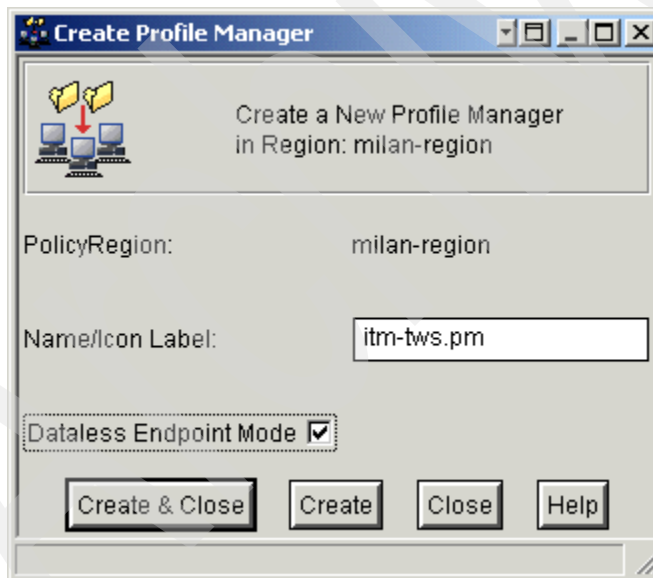 Create Profile Manager
Create a New Profile Manager
in Region: milan-region
PolicyRegion: milan-region
Name/Icon Label: itm-tws.pm
Dataless Endpoint Mode
Create & Close Create Close Help